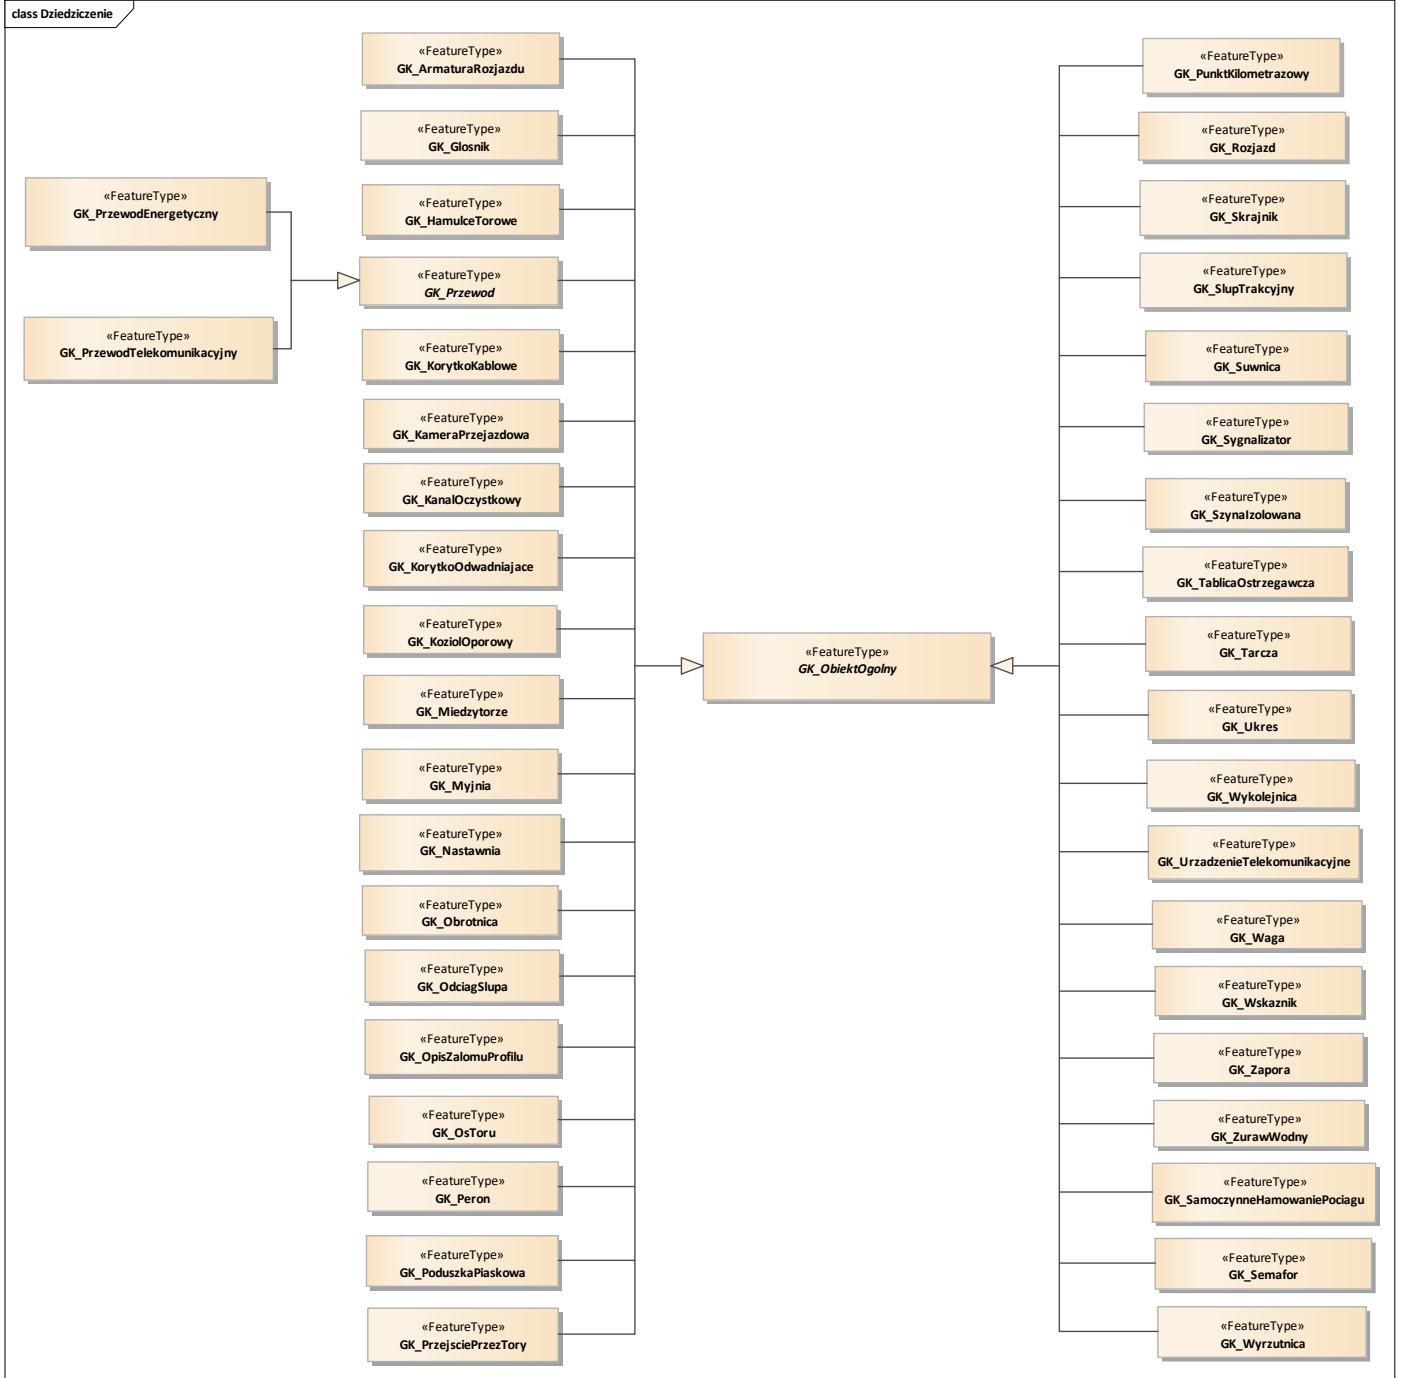 class Dziedziczenie
«FeatureType»
GK_PrzewodEnergetyczny
«FeatureType»
GK_PrzewodTelekomunikacyjny
«FeatureType»
GK_ArmaturaRozjazdu
«FeatureType»
GK_Glosnik
«FeatureType»
GK_HamulceTorowe
«FeatureType»
GK_Przewod
«FeatureType»
GK_KorytkoKablowe
«FeatureType»
GK_KameraPrzejazdowa
«FeatureType»
GK_KanalOczystkowy
«FeatureType»
GK_KorytkoOdwadniajace
«FeatureType»
GK_KoziolOporowy
«FeatureType»
GK_Miedzytorze
«FeatureType»
GK_Myjnia
«FeatureType»
GK_Nastawnia
«FeatureType»
GK_Obrotnica
«FeatureType»
GK_OdciagSlupa
«FeatureType»
GK_OpisZalomuProfilu
«FeatureType»
GK_OsToru
«FeatureType»
GK_Peron
«FeatureType»
GK_PoduszkaPiaskowa
«FeatureType»
GK_PrzejsciePrzezTory
«FeatureType»
GK_ObiektOgolny
«FeatureType»
GK_PunktKilometrazowy
«FeatureType»
GK_Rozjazd
«FeatureType»
GK_Skrajnik
«FeatureType»
GK_SlupTrakcyjny
«FeatureType»
GK_Suwnica
«FeatureType»
GK_Sygnalizator
«FeatureType»
GK_SzynaIzolowana
«FeatureType»
GK_TablicaOstrzegawcza
«FeatureType»
GK_Tarcza
«FeatureType»
GK_Ukres
«FeatureType»
GK_Wykolejnica
«FeatureType»
GK_UrzadzenieTelekomunikacyjne
«FeatureType»
GK_Waga
«FeatureType»
GK_Wskaznik
«FeatureType»
GK_Zapora
«FeatureType»
GK_ZurawWodny
«FeatureType»
GK_SamoczynneHamowaniePociagu
«FeatureType»
GK_Semafor
«FeatureType»
GK_Wyrzutnica